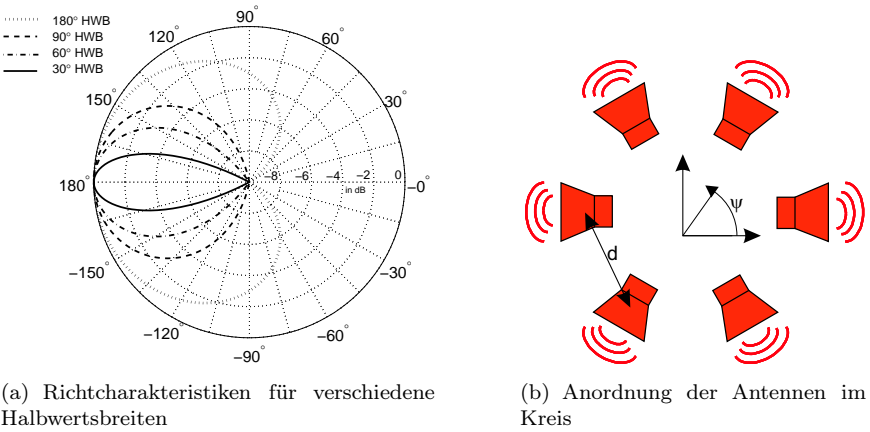 180° HWB
90° HWB
60° HWB
30° HWB
90°
120°
60°
150°
30°
180°
−8 −6 −4 −2 0
in dB
−0°
−150°
−30°
−120°
−60°
−90°
ψ
d
(a) Richtcharakteristiken für verschiedene
Halbwertsbreiten
(b) Anordnung der Antennen im
Kreis